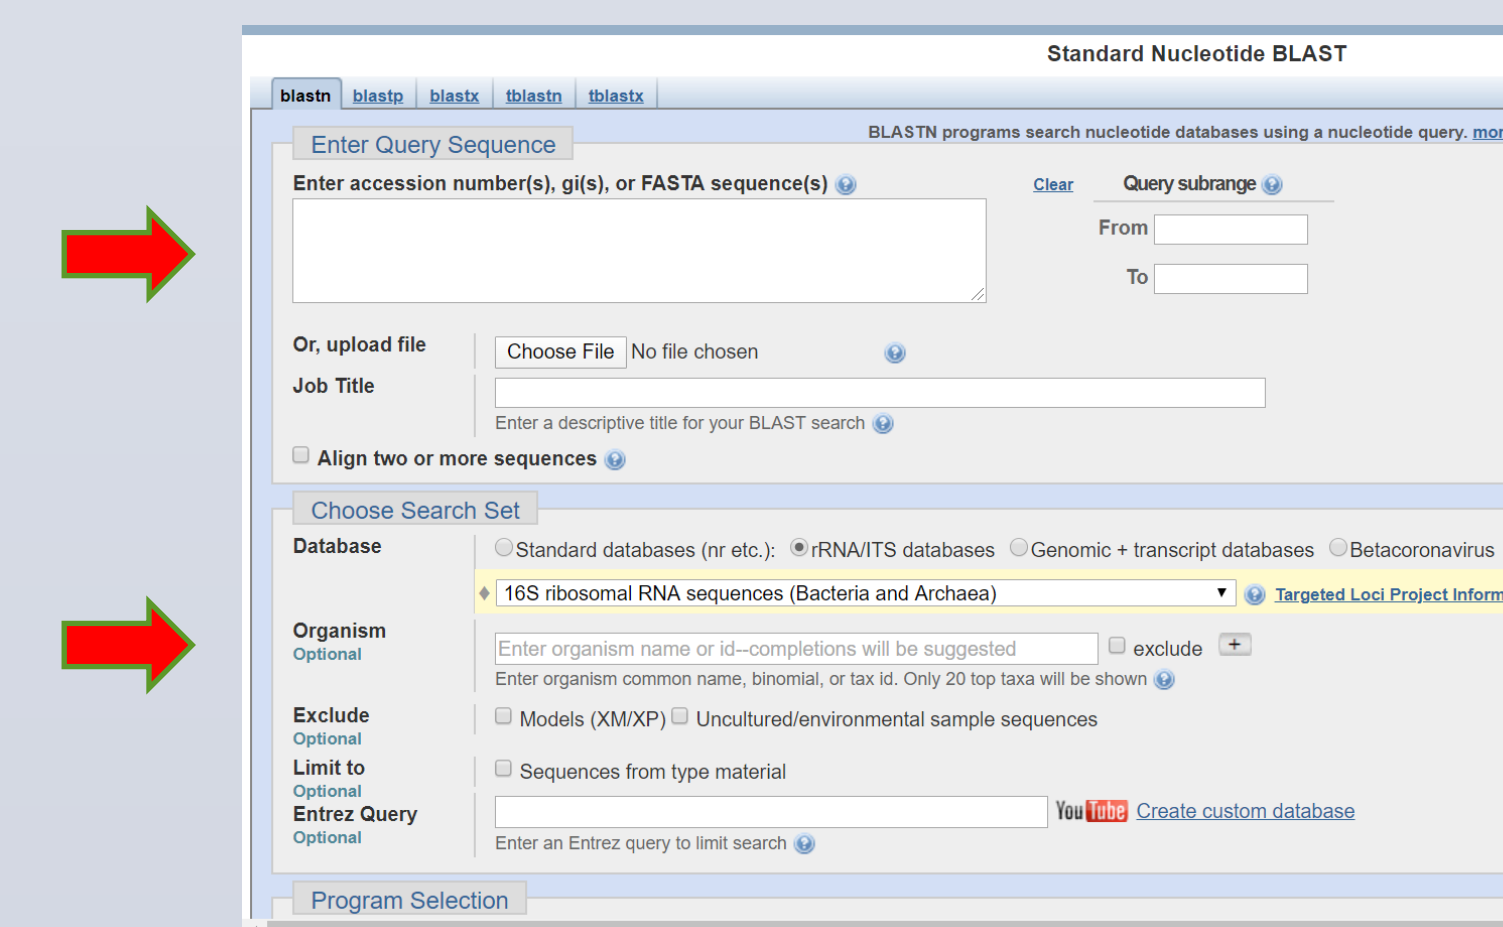 Standard Nucleotide BLAST
blastn blastp blastx tblastn tblastx
BLASTN programs search nucleotide databases using a nucleotide query.
Enter Query Sequence
Enter accession number(s), gi(s), or FASTA sequence(s) Clear Query subrange
From
To
Or, upload file Choose File No file chosen
Job Title
Enter a descriptive title for your BLAST search
Align two or more sequences
Choose Search Set
Database Standard databases (nr etc.): rRNA/ITS databases Genomic + transcript databases Betacoronavirus
16S ribosomal RNA sequences (Bacteria and Archaea) Targeted Loci Project
Organism
Optional
Enter organism name or id--completions will be suggested exclude +
Enter organism common name, binomial, or tax id. Only 20 top taxa will be shown
Exclude
Optional
Models (XM/XP) Uncultured/environmental sample sequences
Limit to
Optional
Sequences from type material
Entrez Query
Optional
YouTube Create custom database
Enter an Entrez query to limit search
Program Selection